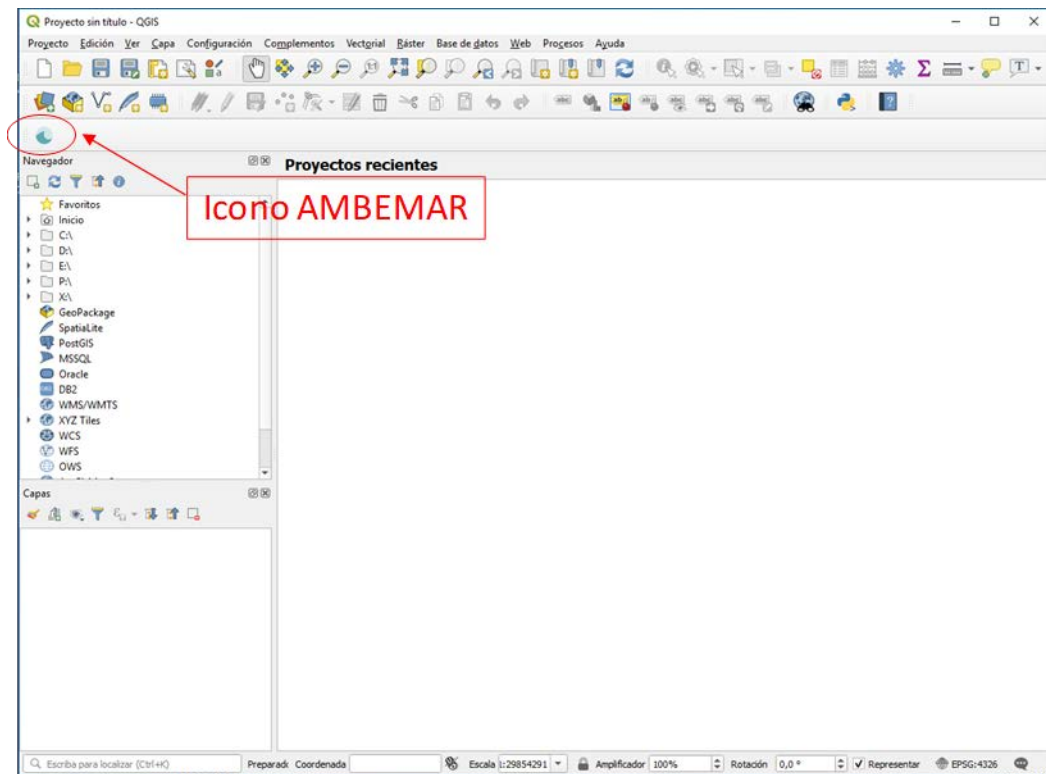 Proyecto sin título - QGIS
Proyecto Edición Ver Capa Configuración Complementos Vectorial Ráster Base de datos Web Procesos Ayuda
Navegador
Proyectos recientes
Icono AMBEMAR
Favoritos
Inicio
C:\
D:\
E:\
P:\
X:\
GeoPackage
SpatiaLite
PostGIS
MSSQL
Oracle
DB2
WMS/WMTS
XYZ Tiles
WCS
WFS
OWS
Capas
Escriba para localizar (Ctrl+K) Preparado Coordenada Escala 1:29854291 Amplificador 100% Rotación 0,0 ° Representar EPSG:4326